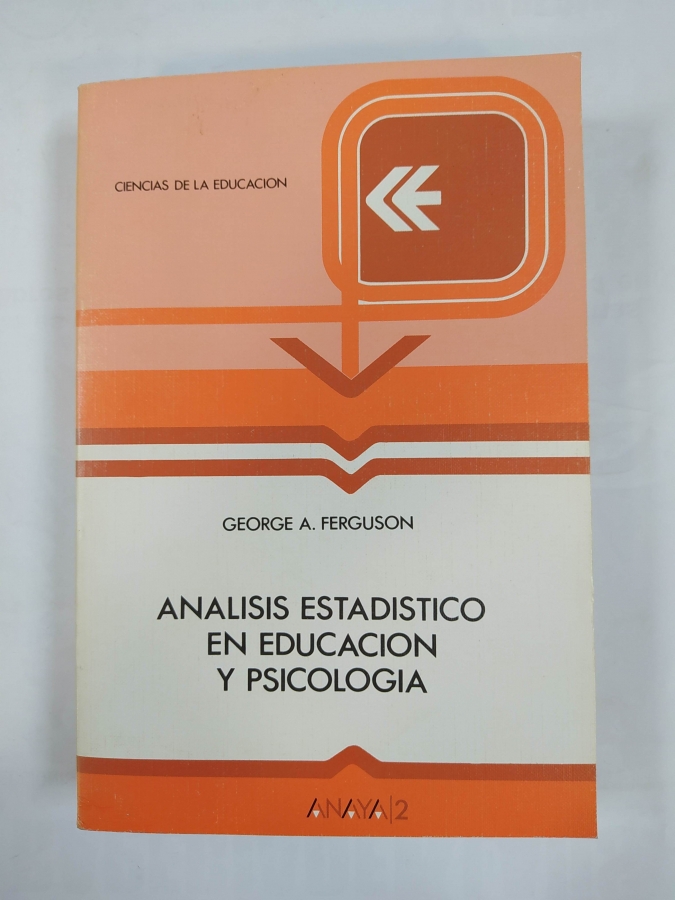 CIENCIAS DE LA EDUCACION
GEORGE A. FERGUSON
ANALISIS ESTADISTICO
EN EDUCACION
Y PSICOLOGIA
ANAYA|2